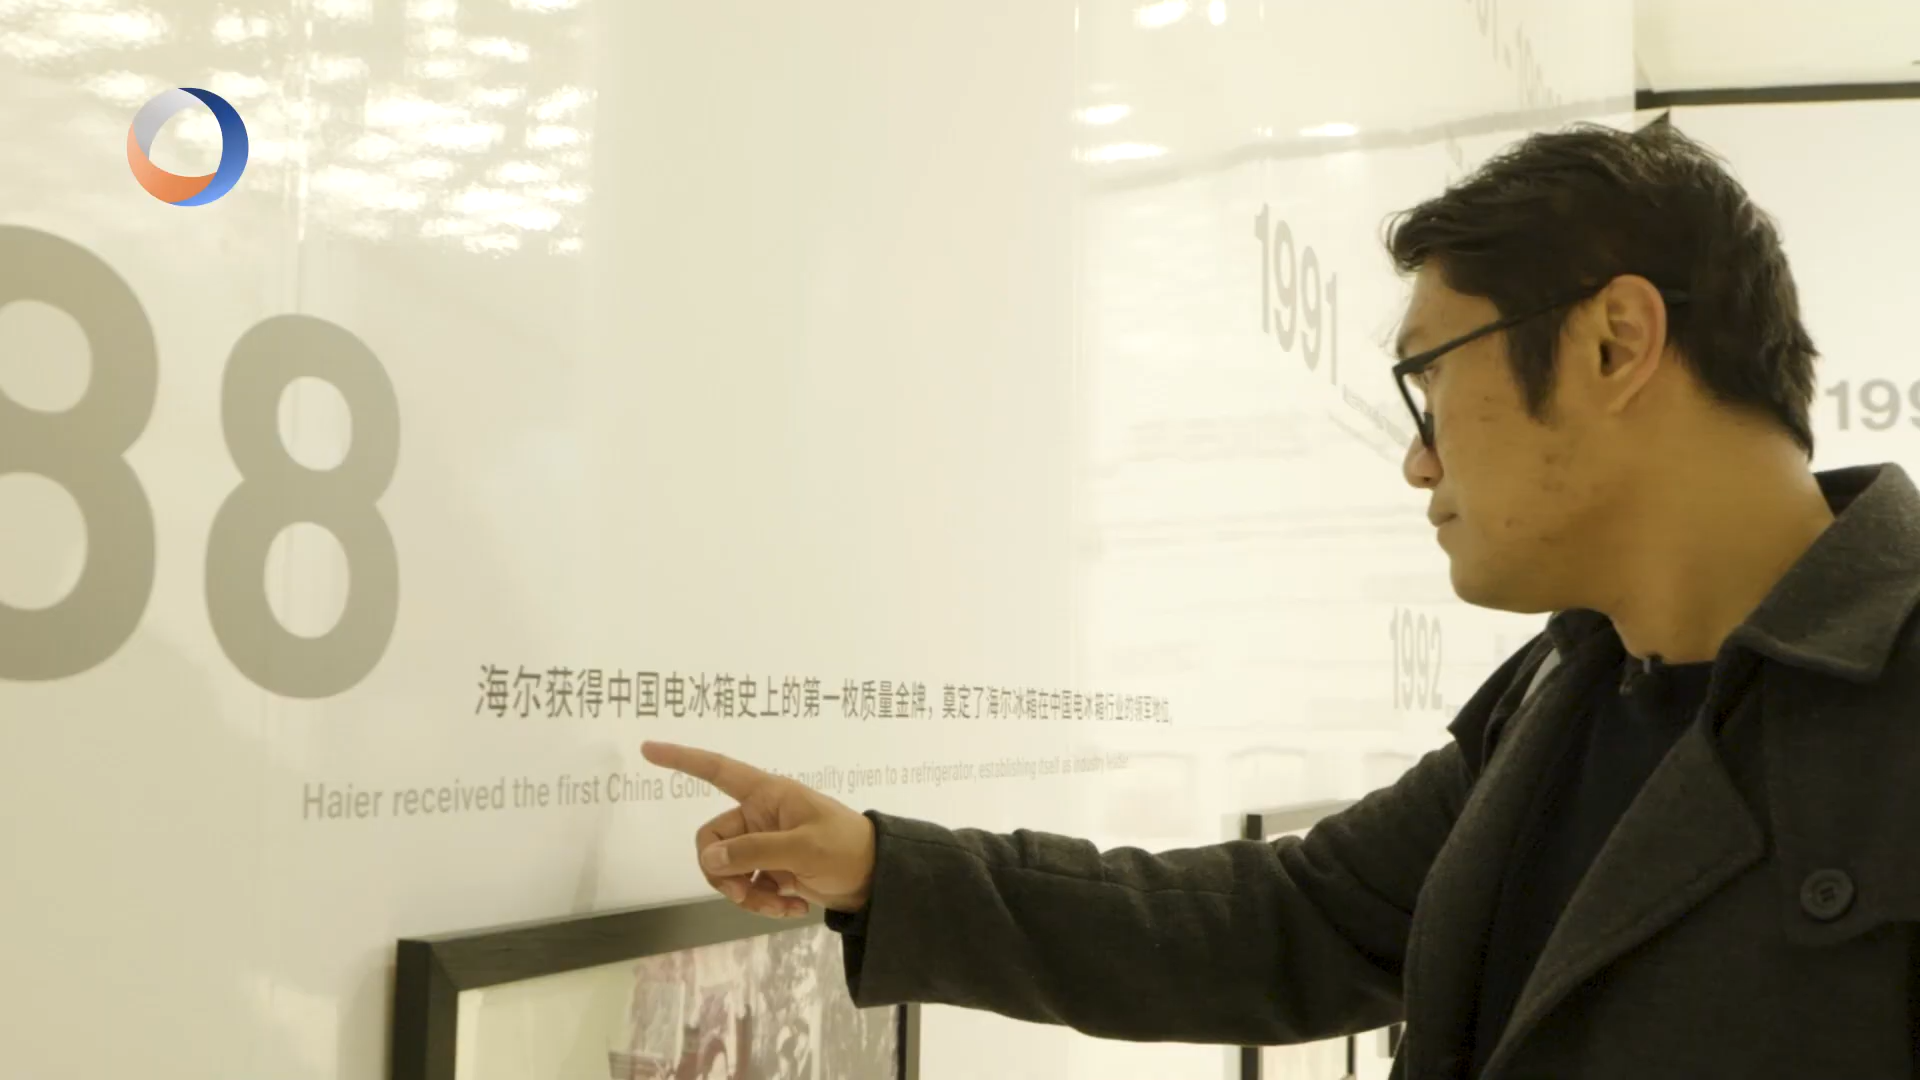 88
海尔获得中国电冰箱史上的第一枚质量金牌，奠定了海尔冰箱在中国电冰箱行业的领军地位。
Haier received the first China Gold quality given to a refrigerator, establishing itself as industry leader
1991
1992
199